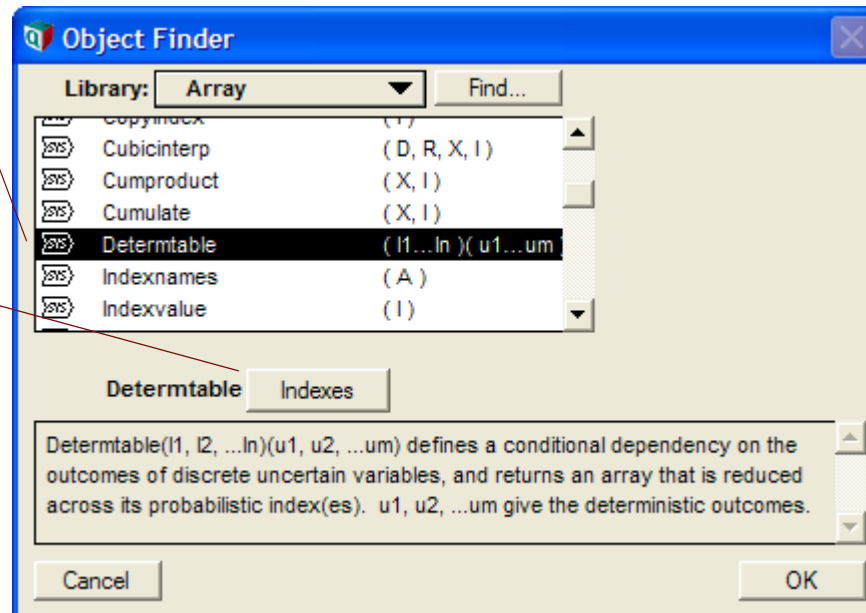 Object Finder
Library: Array Find...
Copyindex ( I )
Cubicinterp ( D, R, X, I )
Cumproduct ( X, I )
Cumulate ( X, I )
Determtable ( I1...In )( u1...um )
Indexnames ( A )
Indexvalue ( I )
Determtable Indexes
Determtable(I1, I2, ...In)(u1, u2, ...um) defines a conditional dependency on the
outcomes of discrete uncertain variables, and returns an array that is reduced
across its probabilistic index(es). u1, u2, ...um give the deterministic outcomes.
Cancel OK